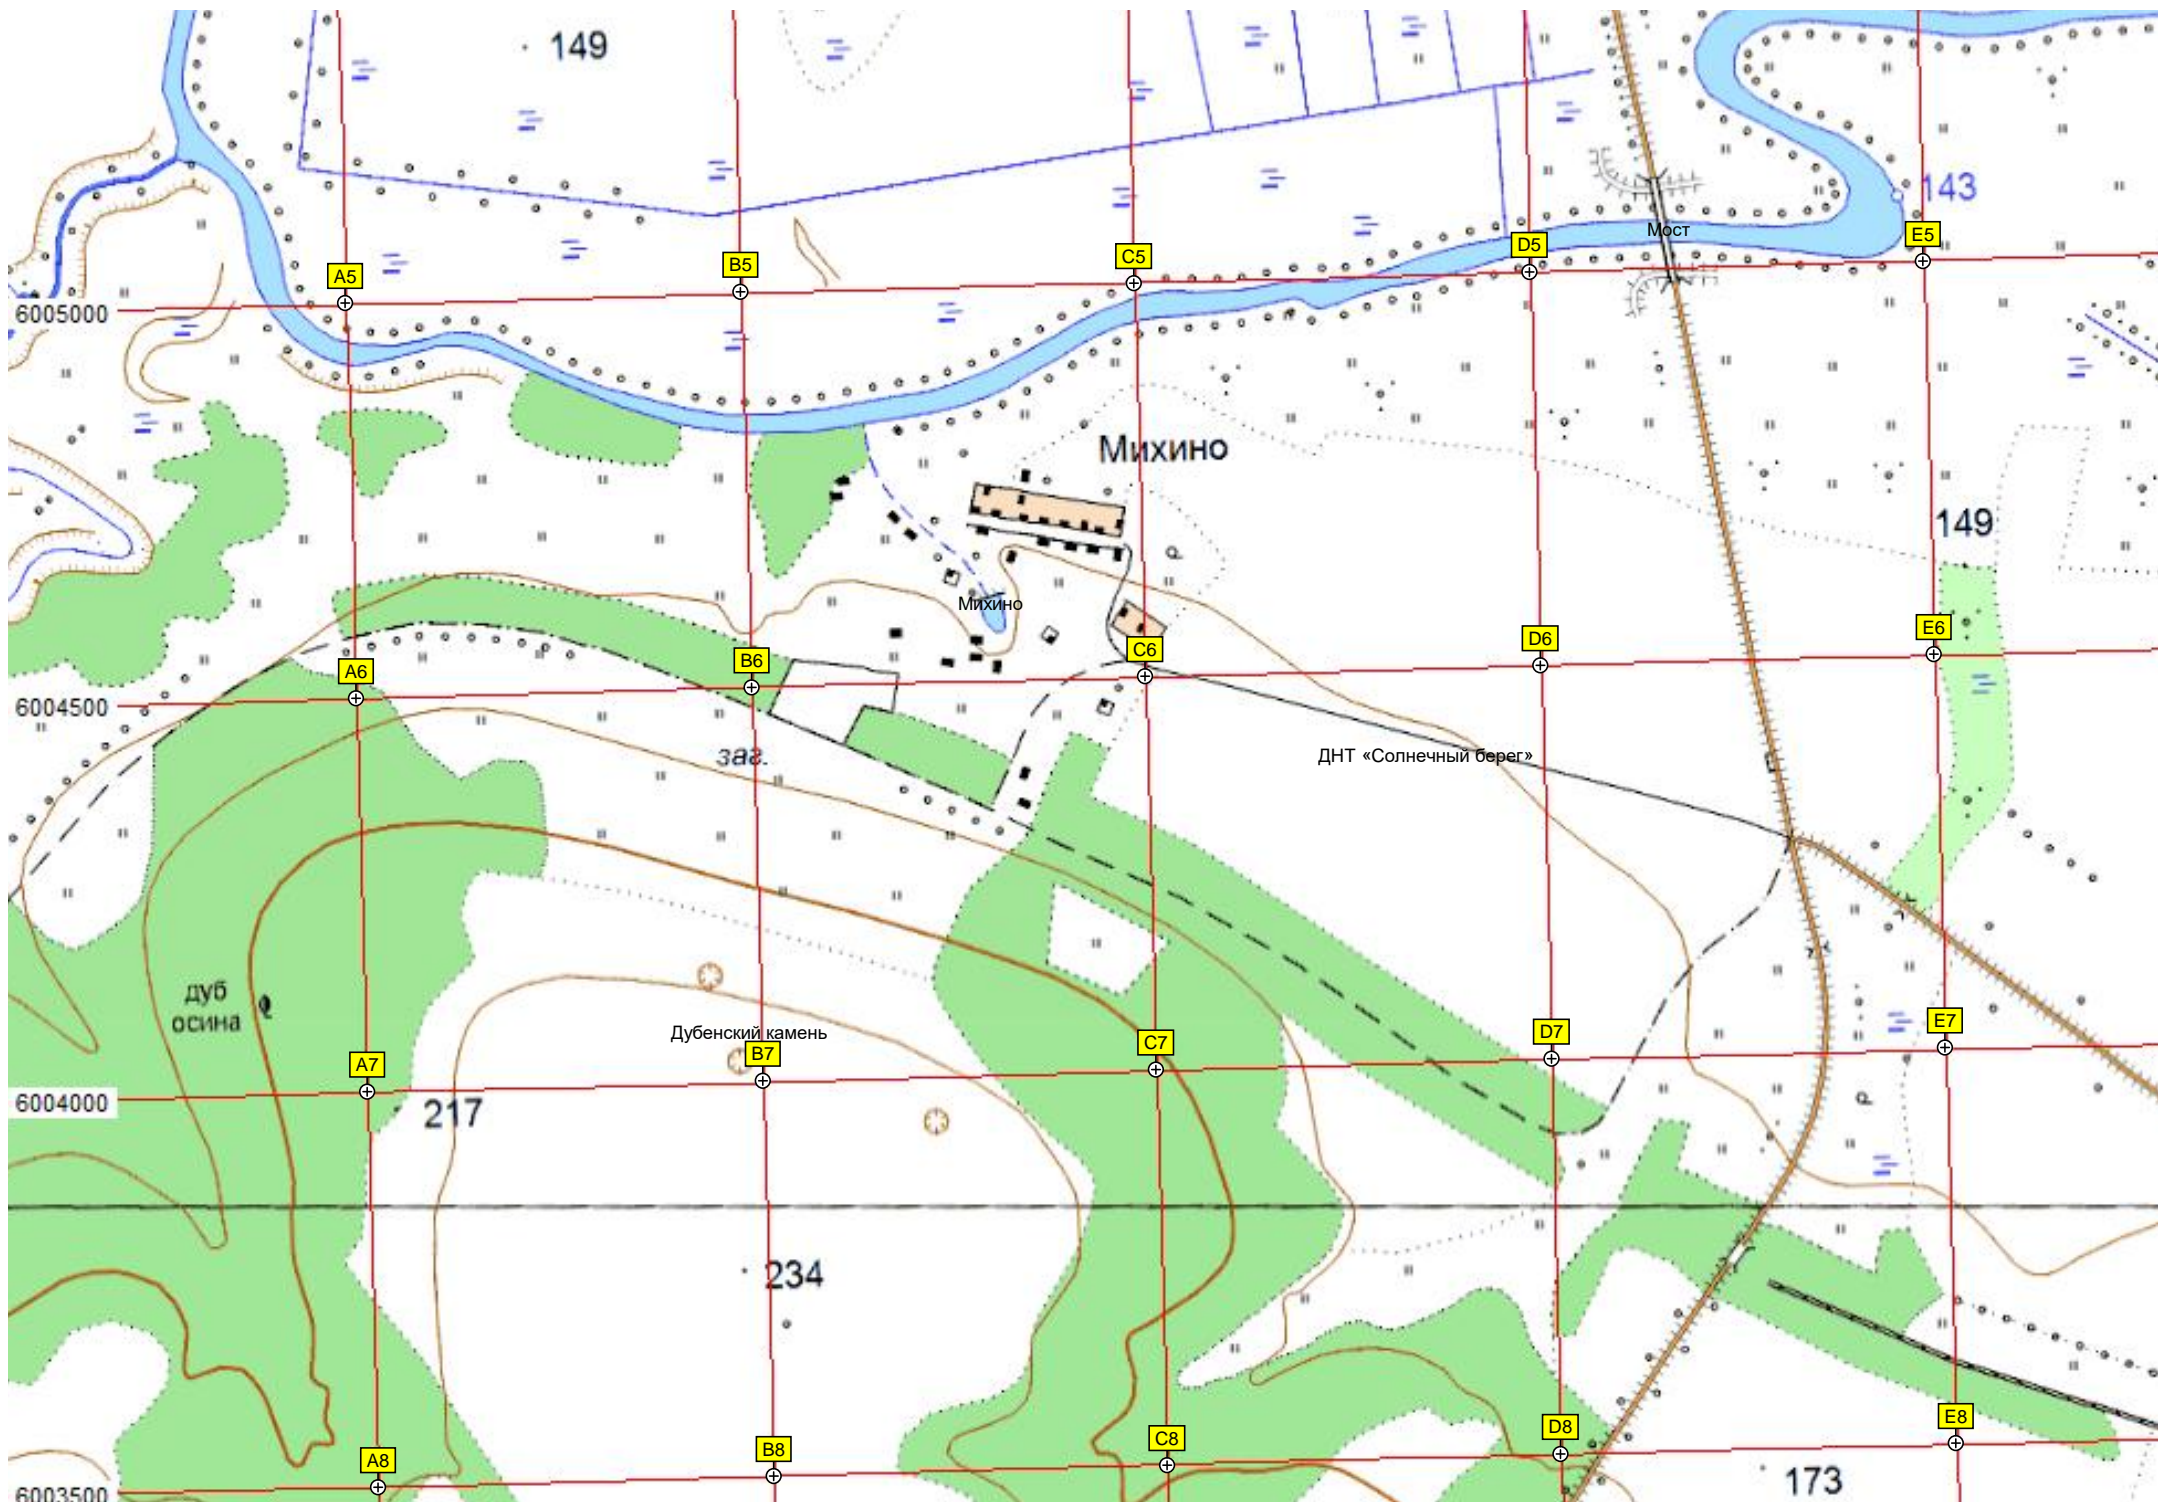 149
143
Мост
E5
D5
C5
B5
A5
6005000
Михино
149
Михино
E6
D6
C6
B6
A6
6004500
заг.
ДНТ «Солнечный берег»
дуб
осина
Дубенский камень
E7
D7
C7
B7
A7
6004000
217
234
E8
D8
C8
B8
A8
173
6003500